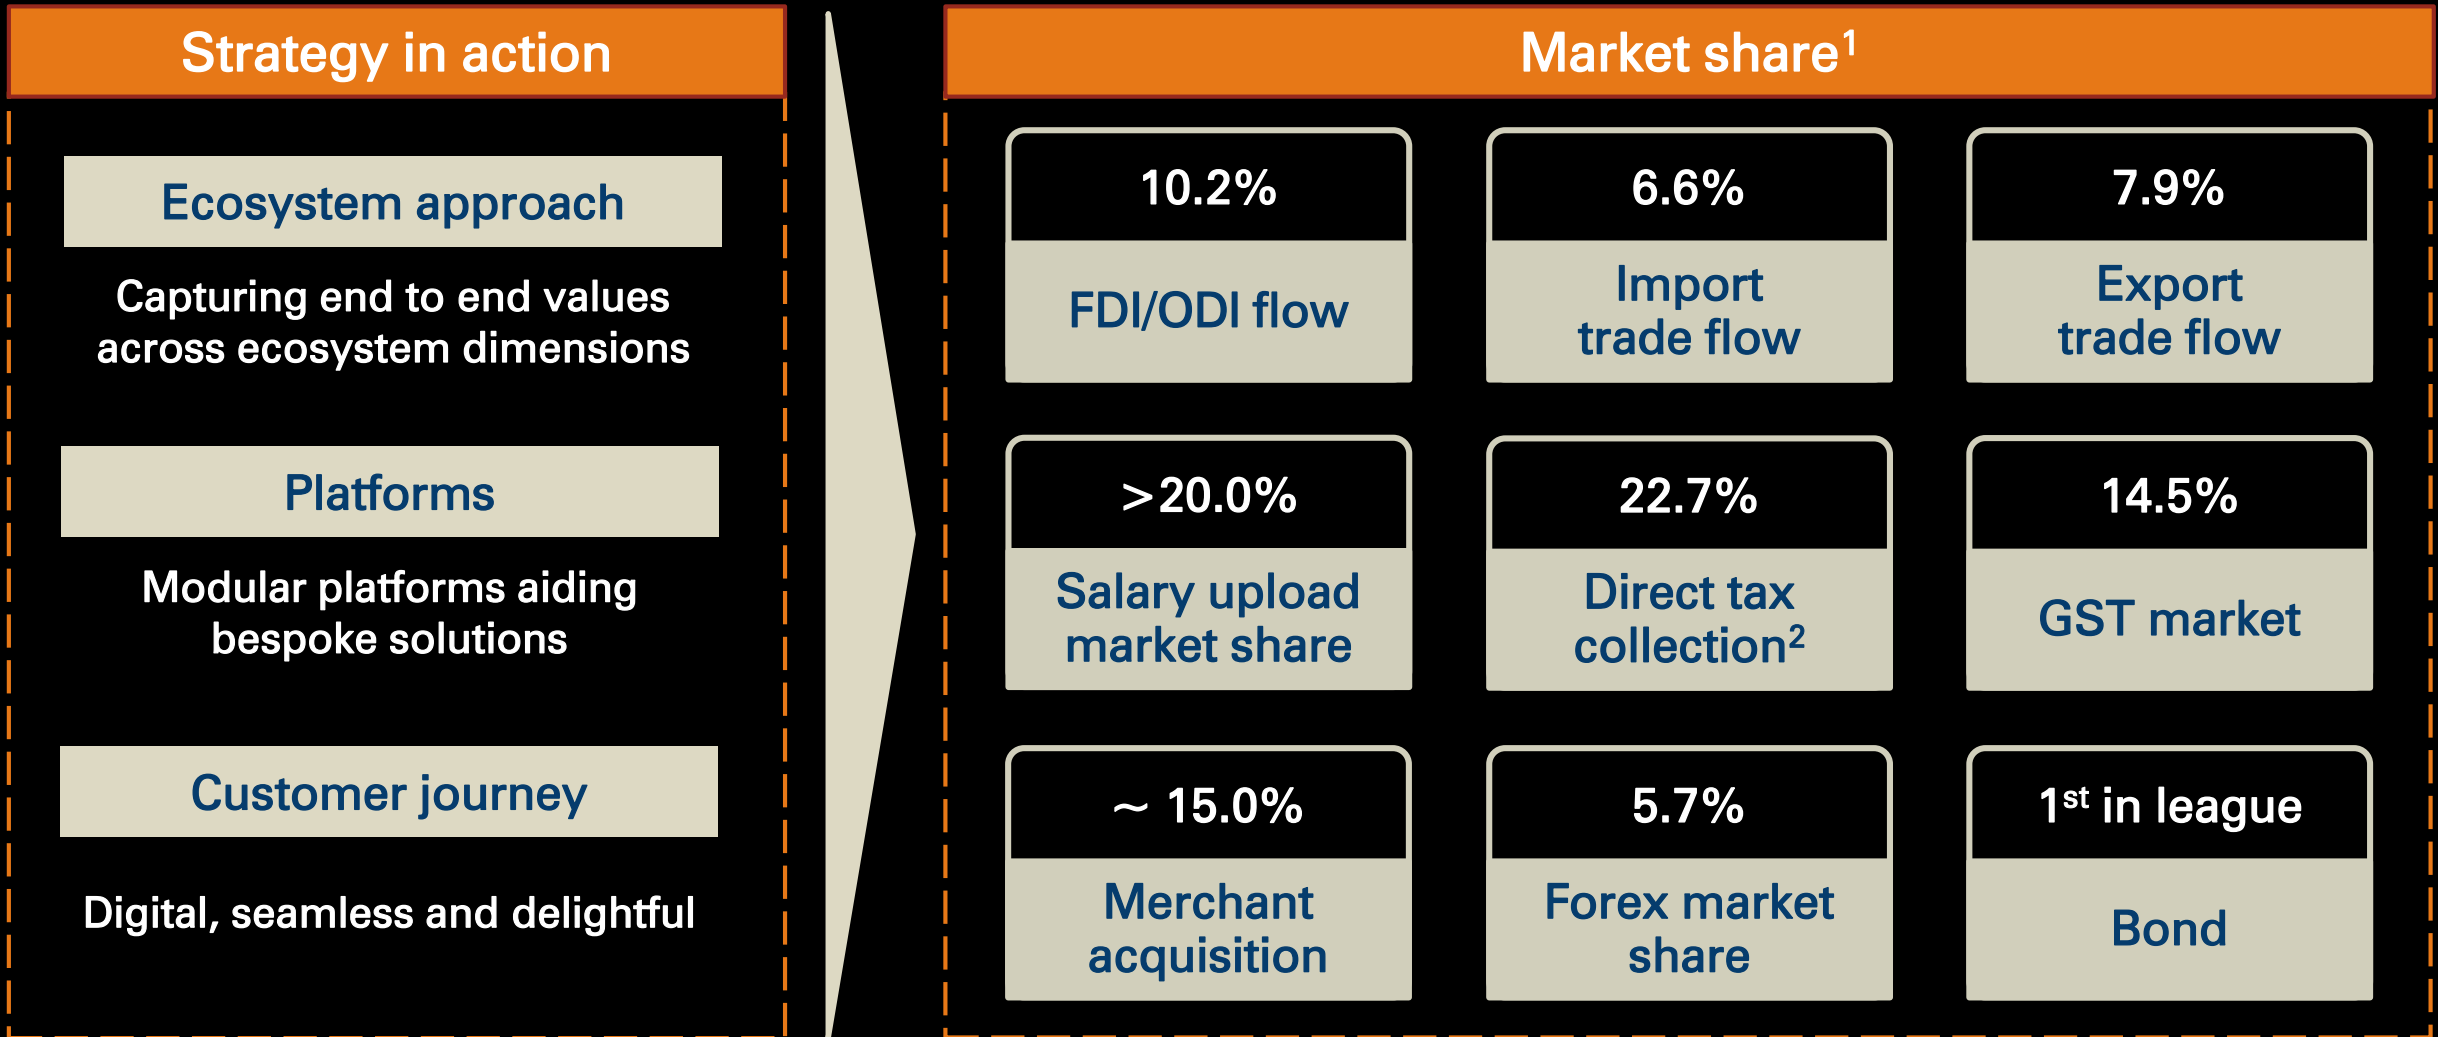 Strategy in action
Ecosystem approach
Capturing end to end values
across ecosystem dimensions
Platforms
Modular platforms aiding
bespoke solutions
Customer journey
Digital, seamless and delightful
Market share¹
10.2%
FDI/ODI flow
6.6%
Import
trade flow
7.9%
Export
trade flow
>20.0%
Salary upload
market share
22.7%
Direct tax
collection²
14.5%
GST market
~ 15.0%
Merchant
acquisition
5.7%
Forex market
share
1st in league
Bond